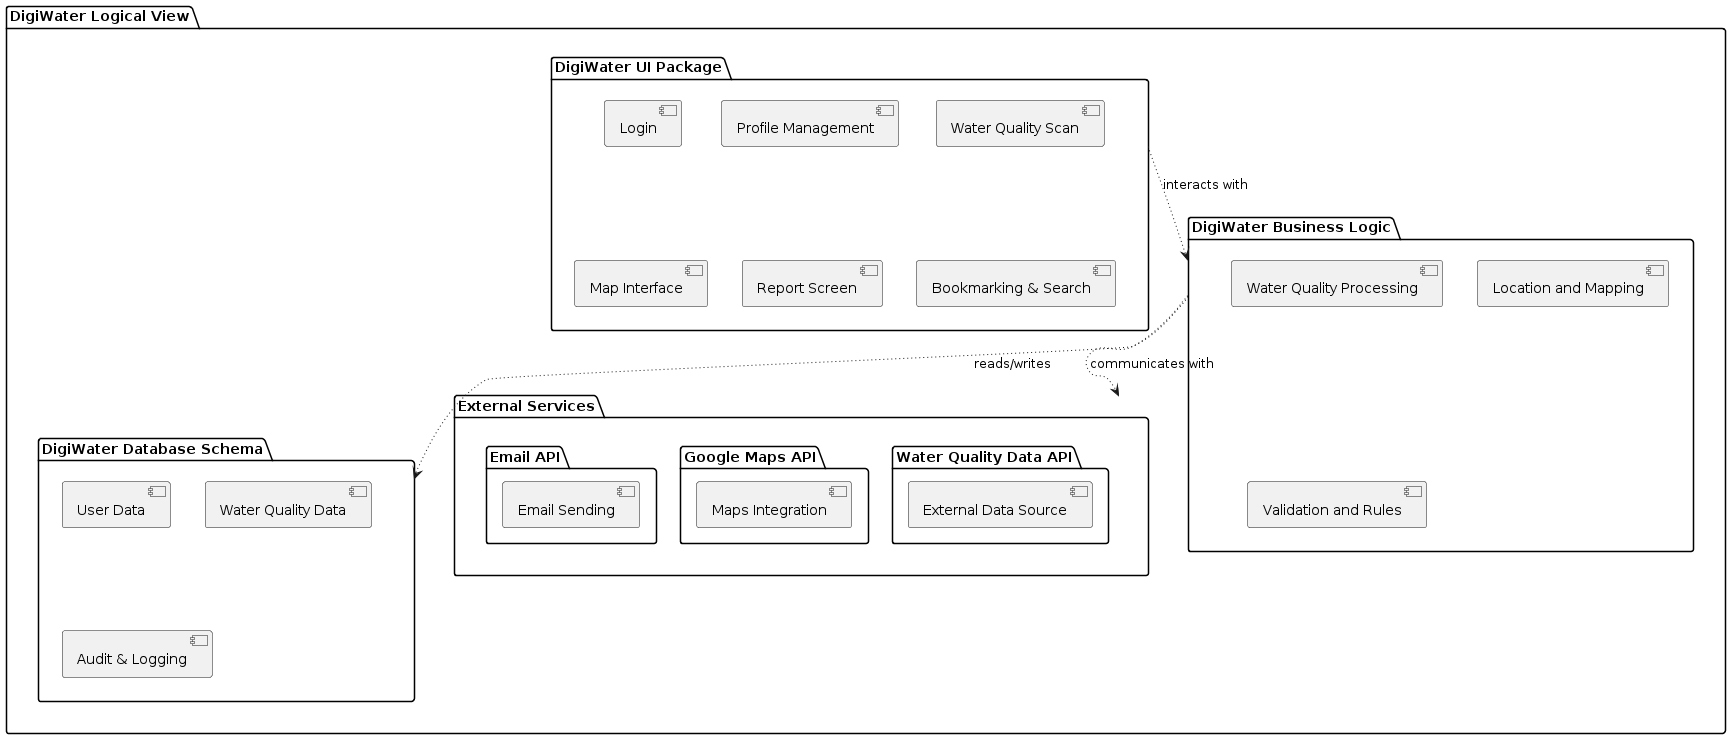 DigiWater Logical View
DigiWater UI Package
Login
Profile Management
Water Quality Scan
Map Interface
Report Screen
Bookmarking & Search
interacts with
DigiWater Business Logic
Water Quality Processing
Location and Mapping
Validation and Rules
reads/writes
communicates with
External Services
Email API
Email Sending
Google Maps API
Maps Integration
Water Quality Data API
External Data Source
DigiWater Database Schema
User Data
Water Quality Data
Audit & Logging